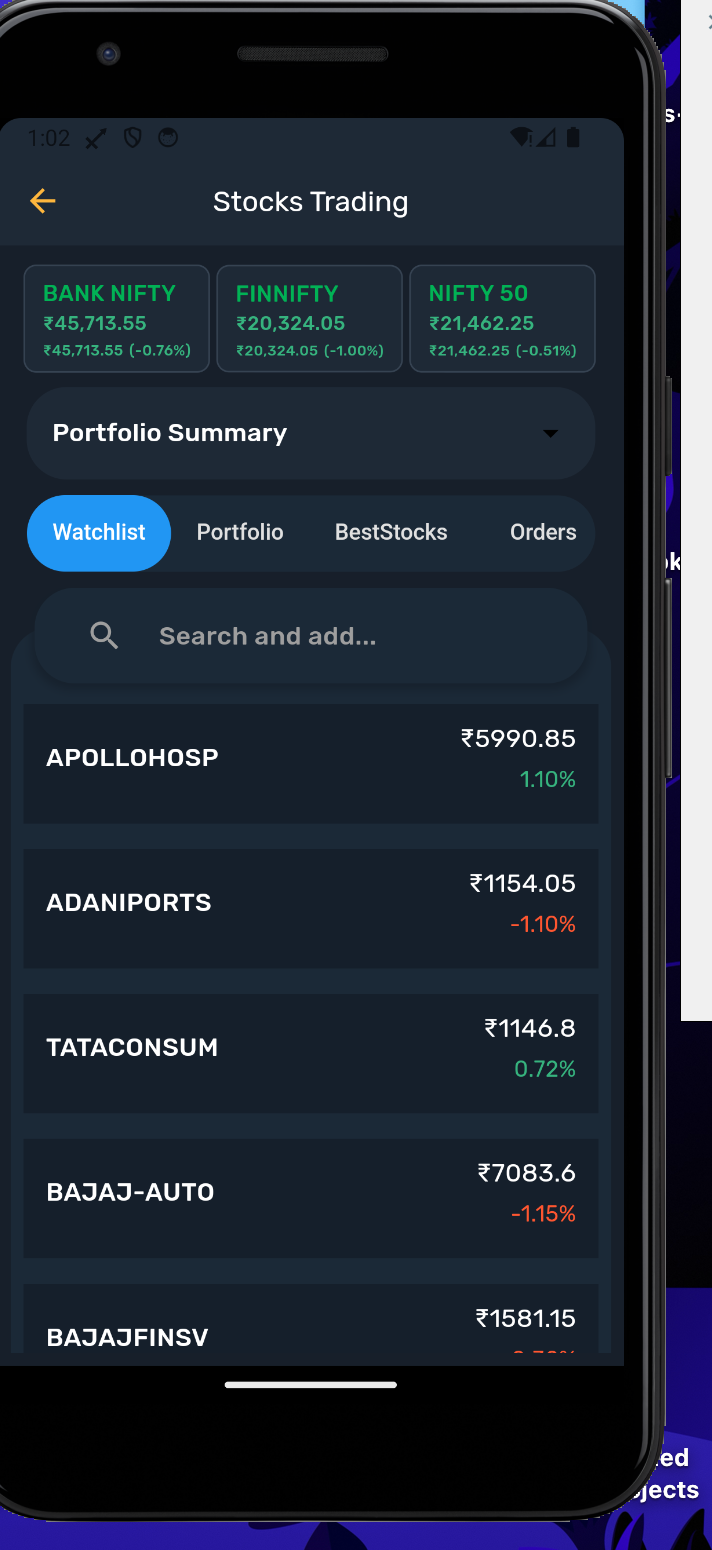 1:02
Stocks Trading
BANK NIFTY
₹45,713.55
₹45,713.55 (-0.76%)
FINNIFTY
₹20,324.05
₹20,324.05 (-1.00%)
NIFTY 50
₹21,462.25
₹21,462.25 (-0.51%)
Portfolio Summary
Watchlist Portfolio BestStocks Orders
Search and add...
APOLLOHOSP
₹5990.85
1.10%
ADANIPORTS
₹1154.05
-1.10%
TATACONSUM
₹1146.8
0.72%
BAJAJ-AUTO
₹7083.6
-1.15%
BAJAJFINSV
₹1581.15